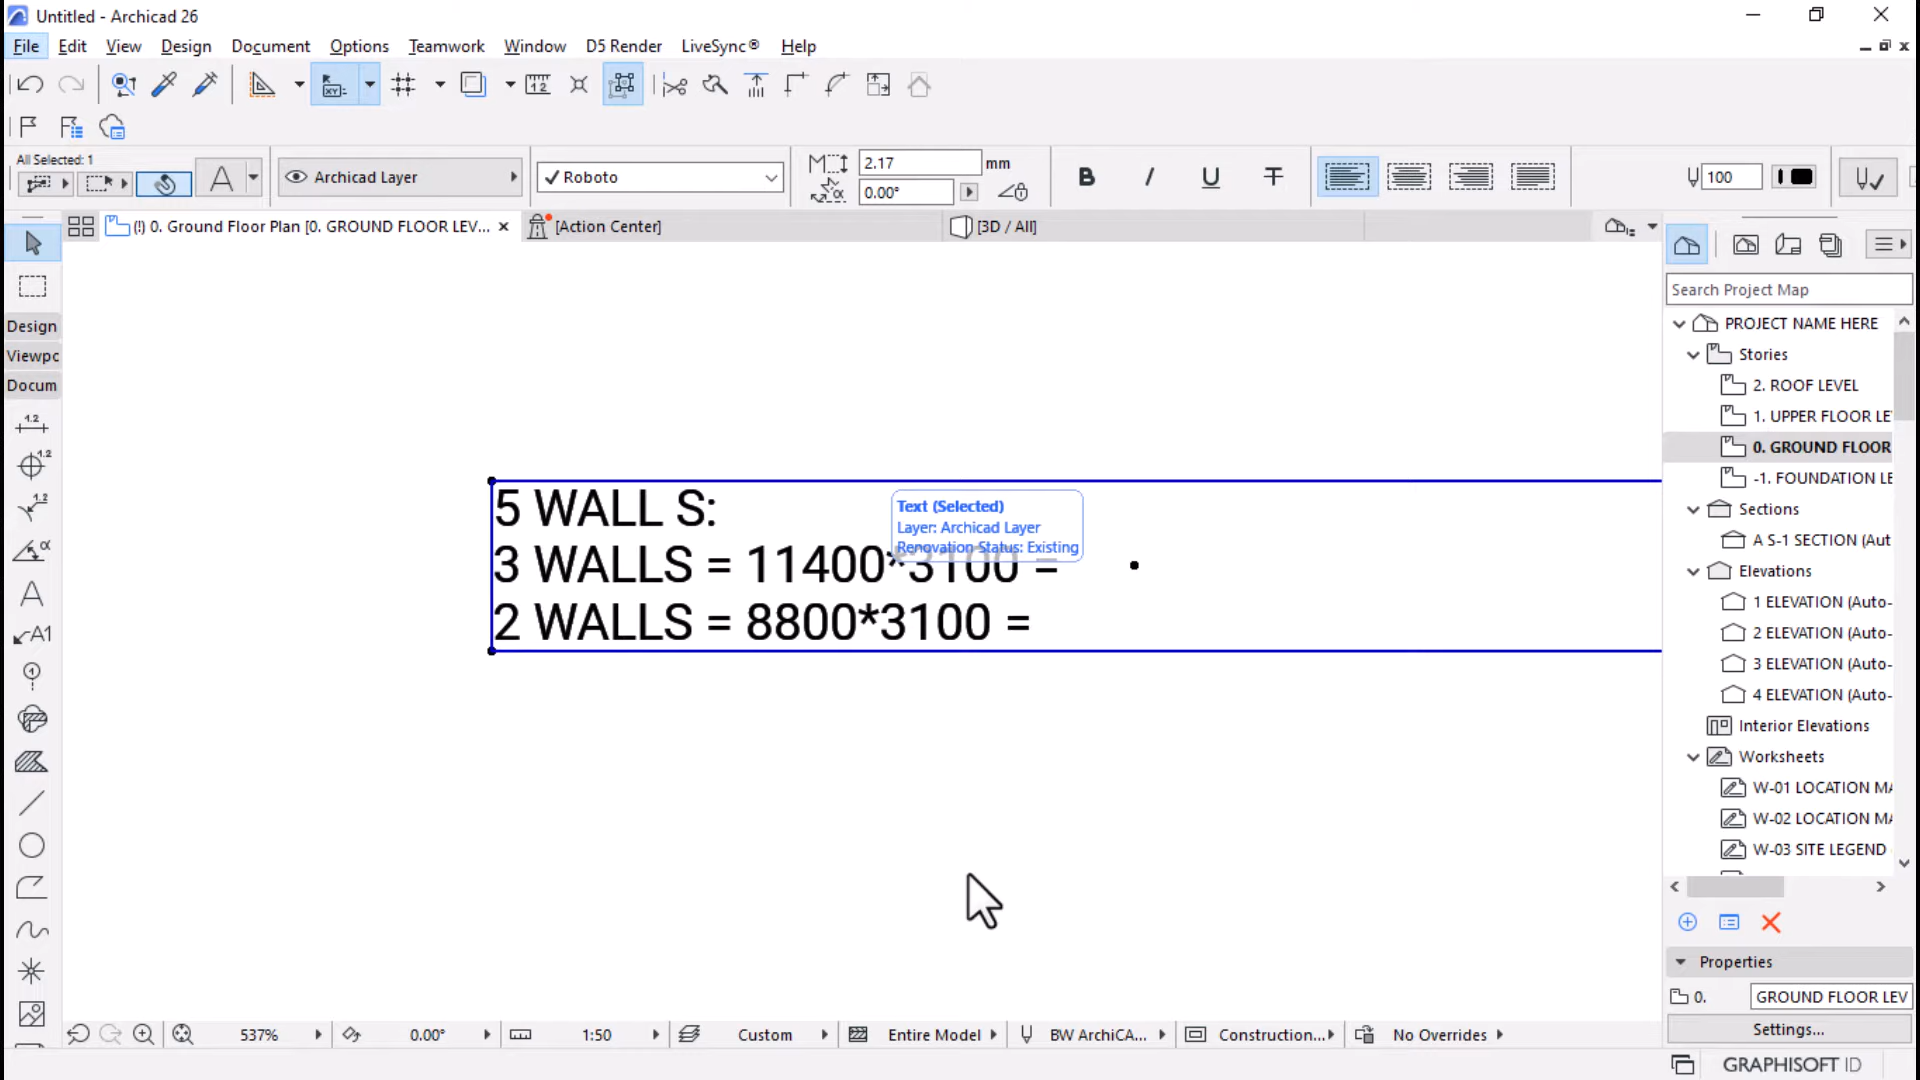 Untitled - Archicad 26
File Edit View Design Document Options Teamwork Window D5 Render LiveSync® Help
All Selected: 1
Archicad Layer
Roboto
2.17 mm
0.00°
B I U T
100
(!) 0. Ground Floor Plan [0. GROUND FLOOR LEV...
[Action Center]
[3D / All]
Design
Viewpc
Docum
Search Project Map
PROJECT NAME HERE
Stories
2. ROOF LEVEL
1. UPPER FLOOR LE
0. GROUND FLOOR
-1. FOUNDATION LE
Sections
A S-1 SECTION (Aut
Elevations
1 ELEVATION (Auto-
2 ELEVATION (Auto-
3 ELEVATION (Auto-
4 ELEVATION (Auto-
Interior Elevations
Worksheets
W-01 LOCATION MA
W-02 LOCATION MA
W-03 SITE LEGEND
5 WALL S:
3 WALLS = 11400*3100 =
2 WALLS = 8800*3100 =
Text (Selected)
Layer: Archicad Layer
Renovation Status: Existing
Properties
0. GROUND FLOOR LEV
Settings...
537%
0.00°
1:50
Custom
Entire Model
BW ArchiCA...
Construction...
No Overrides
GRAPHISOFT ID